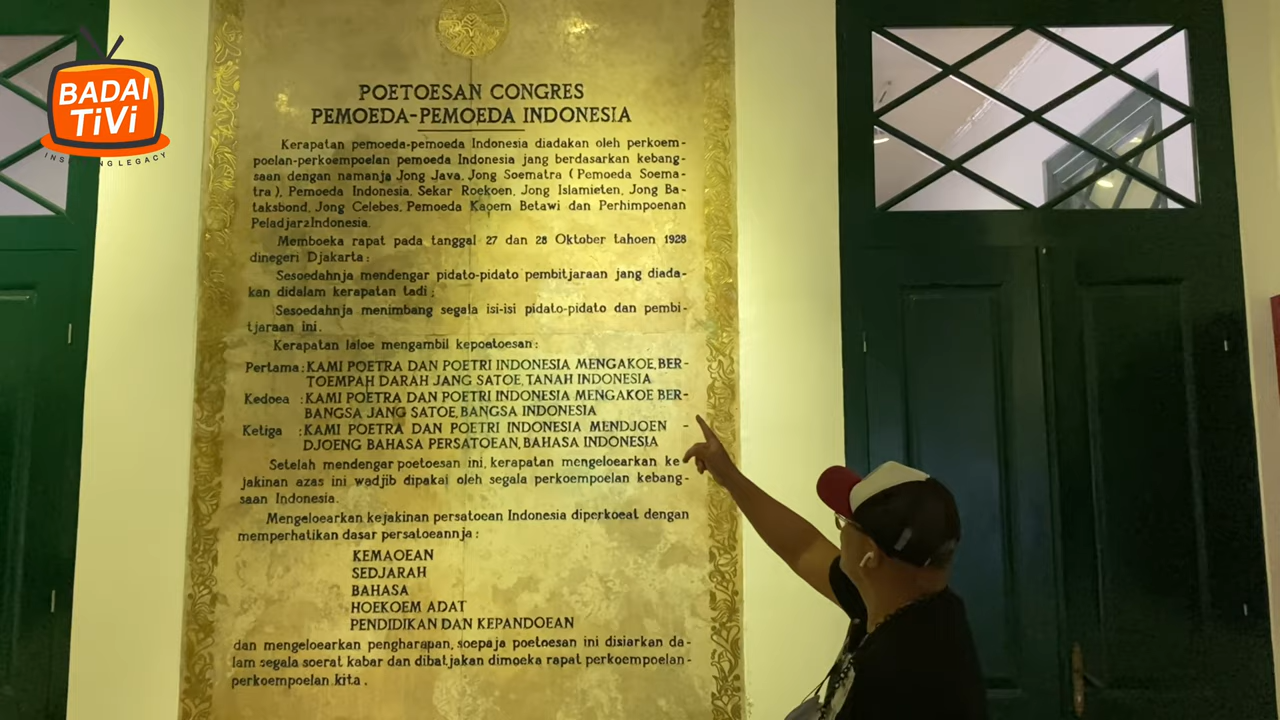 BADAI
TiVi
POETOESAN CONGRES
PEMOEDA-PEMOEDA INDONESIA
Kerapatan pemoeda-pemoeda Indonesia diadakan oleh perkoem-
poelan-perkoempoelan pemoeda Indonesia jang berdasarkan kebang-
saan dengan namanja Jong Java, Jong Soematra (Pemoeda Soema-
tra), Pemoeda Indonesia, Sekar Roekoen, Jong Islamieten, Jong Ba-
taksbond, Jong Celebes, Pemoeda Kaoem Betawi dan Perhimpoenan
Peladjar2Indonesia.
Memboeka rapat pada tanggal 27 dan 28 Oktober tahoen 1928
dinegeri Djakarta:
Sesoedahnja mendengar pidato-pidato pembitjaraan jang diada-
kan didalam kerapatan tadi;
Sesoedahnja menimbang segala isi-isi pidato-pidato dan pembi-
tjaraan ini.
Kerapatan laloe mengambil kepoetoesan:
Pertama: KAMI POETRA DAN POETRI INDONESIA MENGAKOE, BER-
TOEMPAH DARAH JANG SATOE, TANAH INDONESIA
Kedoea : KAMI POETRA DAN POETRI INDONESIA MENGAKOE BER-
BANGSA JANG SATOE, BANGSA INDONESIA
Ketiga : KAMI POETRA DAN POETRI INDONESIA MENDJOEN -
DJOENG BAHASA PERSATOEAN, BAHASA INDONESIA
Setelah mendengar poetoesan ini, kerapatan mengeloearkan ke-
jakinan azas ini wadjib dipakai oleh segala perkoempoelan kebang-
saan Indonesia.
Mengeloearkan kejakinan persatoean Indonesia diperkoeat dengan
memperhatikan dasar persatoeannja:
KEMAOEAN
SEDJARAH
BAHASA
HOEKOEM ADAT
PENDIDIKAN DAN KEPANDOEAN
dan mengeloearkan pengharapan, soepaja poetoesan ini disiarkan da-
lam segala soerat kabar dan dibatjakan dimoeka rapat perkoempoelan-
perkoempoelan kita.